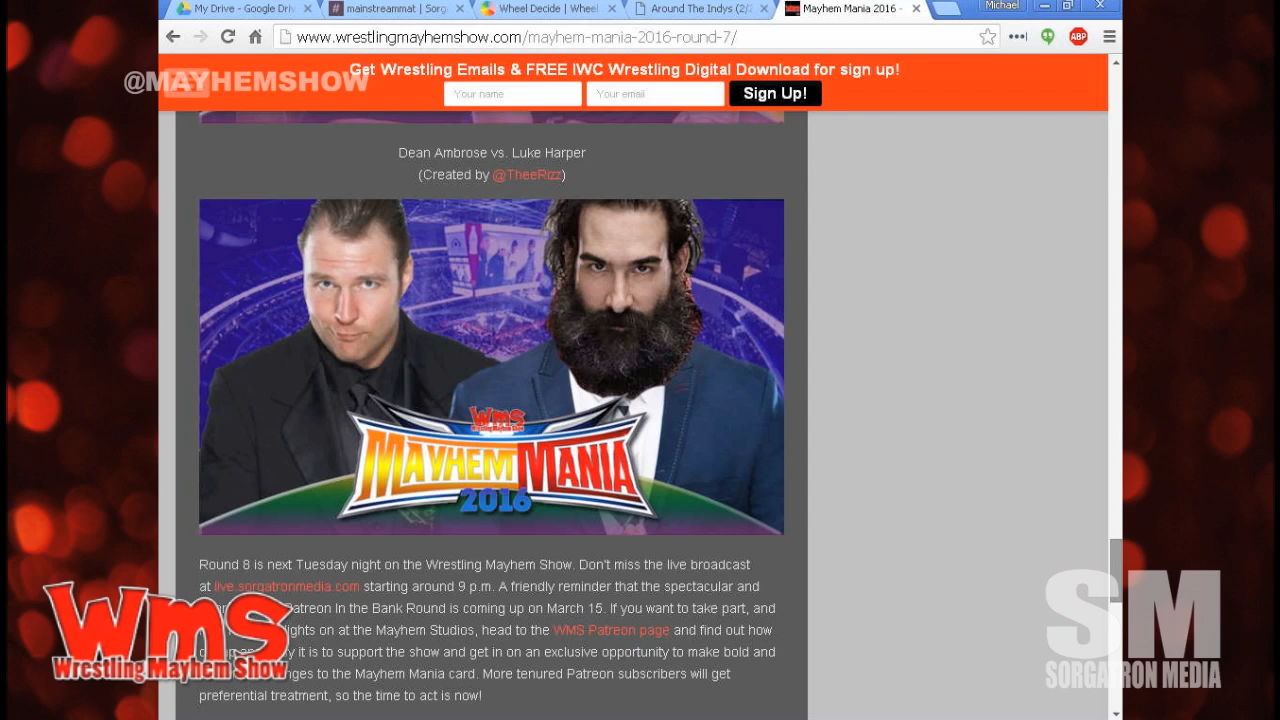 My Drive - Google Driv
mainstreammat | Sorg
Wheel Decide | Wheel
Around The Indys (2/2
Mayhem Mania 2016 -
Michael
www.wrestlingmayhemshow.com/mayhem-mania-2016-round-7/
ABP
@MAYHEMSHOW
Get Wrestling Emails & FREE IWC Wrestling Digital Download for sign up!
Your name
Your email
Sign Up!
Dean Ambrose vs. Luke Harper
(Created by @TheeRizz)
WMS
Wrestling Mayhem Show
MAYHEM MANIA
2016
Round 8 is next Tuesday night on the Wrestling Mayhem Show. Don't miss the live broadcast
at live.sorgatronmedia.com starting around 9 p.m. A friendly reminder that the spectacular and
Patreon In the Bank Round is coming up on March 15. If you want to take part, and
lights on at the Mayhem Studios, head to the WMS Patreon page and find out how
it is to support the show and get in on an exclusive opportunity to make bold and
nges to the Mayhem Mania card. More tenured Patreon subscribers will get
preferential treatment, so the time to act is now!
WMS
Wrestling Mayhem Show
SM
SORGATRON MEDIA